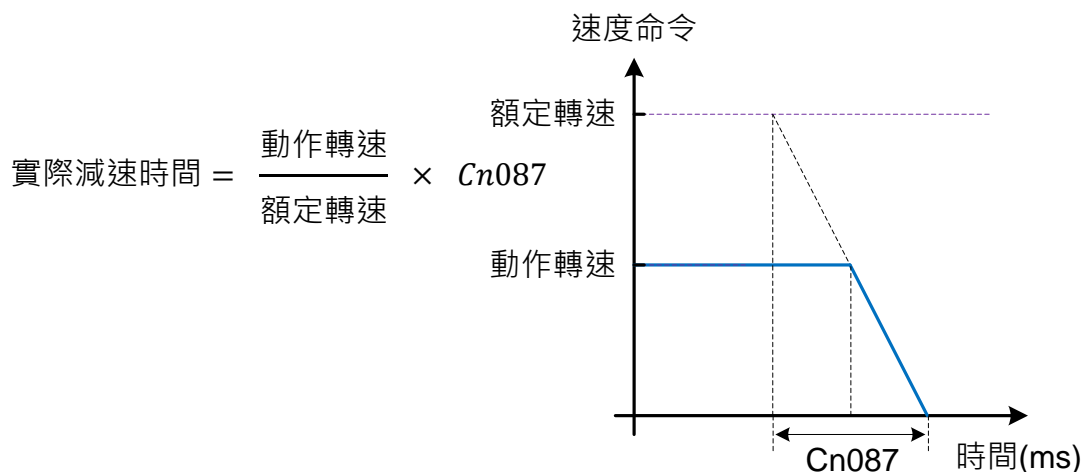 速度命令
額定轉速
實際減速時間 = 動作轉速 / 額定轉速 × Cn087
動作轉速
Cn087
時間(ms)